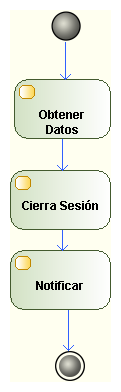 Obtener
Datos
Cierra Sesión
Notificar